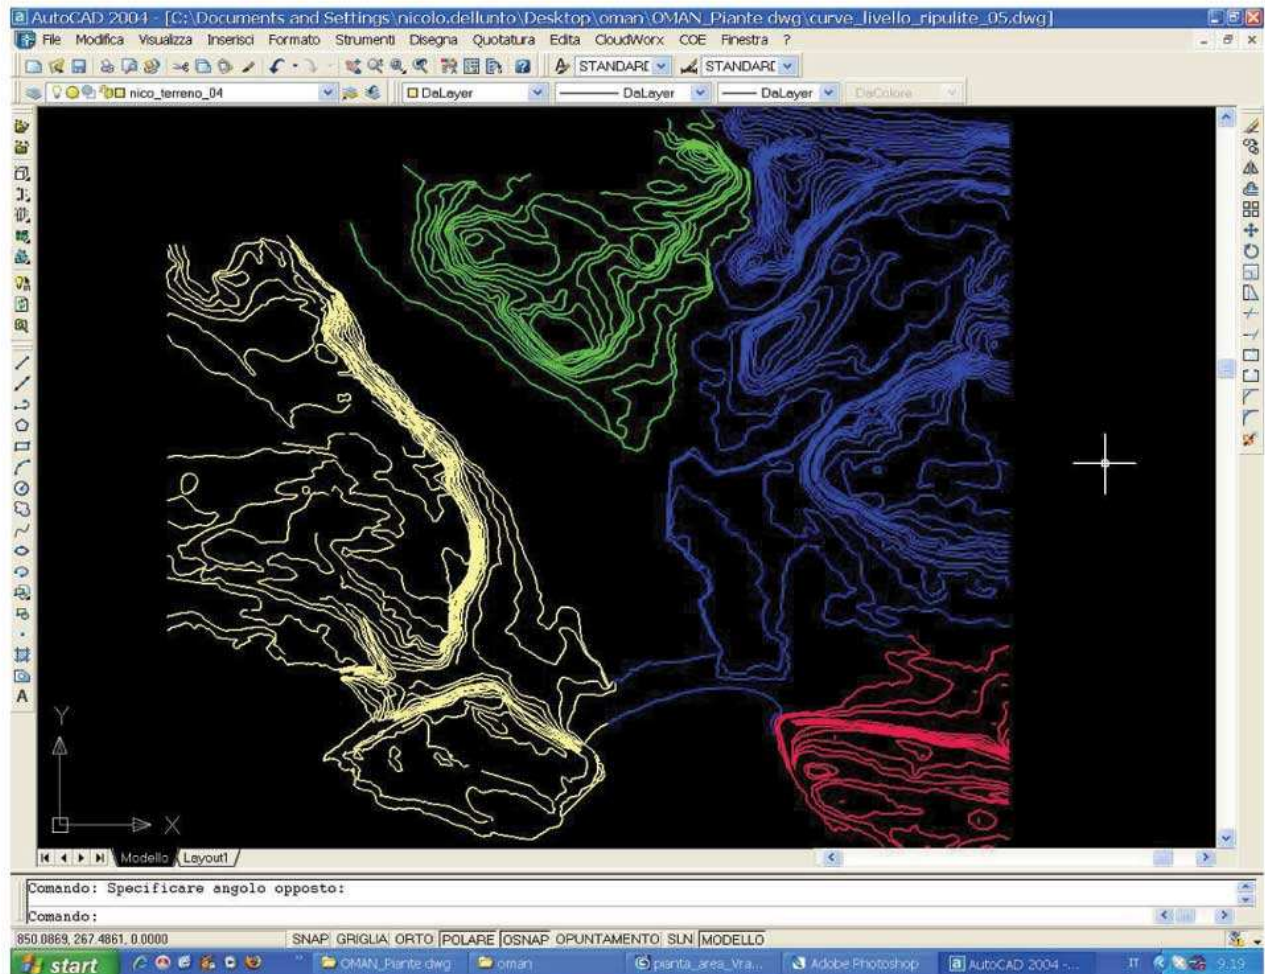 AutoCAD 2004 - [C:\Documents and Settings\nicolo.dellunto\Desktop\oman\OMAN_Piante dwg\curve_livello_ripulite_05.dwg]
File Modifica Visualizza Inserisci Formato Strumenti Disegna Quotatura Edita CloudWorx COE Finestra ?
STANDARD STANDARD
nico_terreno_04 DaLayer DaLayer DaLayer DaColore
A
Y
X
Modello Layout1
Comando: Specificare angolo opposto:
Comando:
850.0869, 267.4861, 0.0000 SNAP GRIGLIA ORTO POLARE OSNAP OPUNTAMENTO SLN MODELLO
start OMAN_Piante dwg oman pianta_area_Vra... Adobe Photoshop AutoCAD 2004 -... IT 9.19